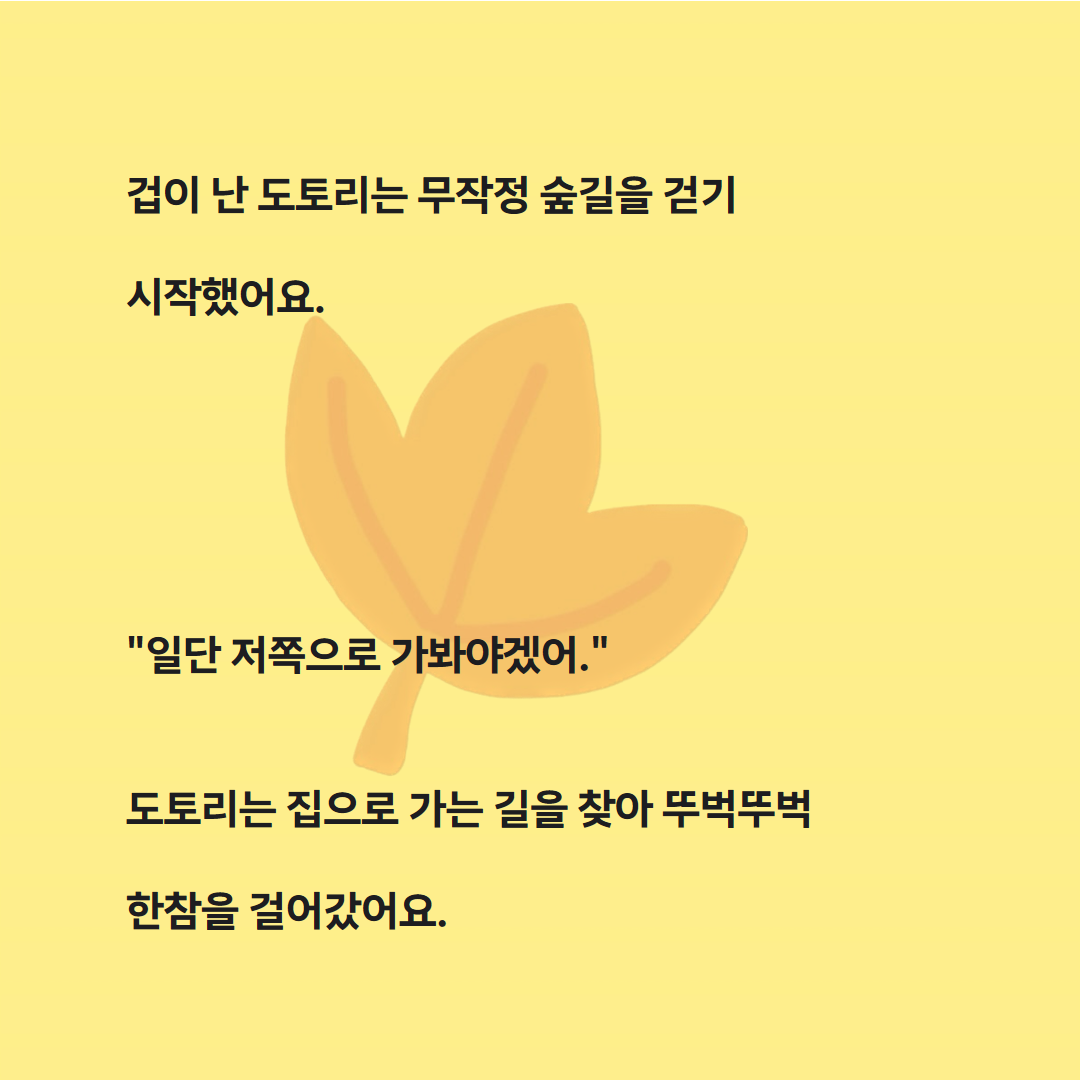 겁이 난 도토리는 무작정 숲길을 걷기
시작했어요.
"일단 저쪽으로 가봐야겠어."
도토리는 집으로 가는 길을 찾아 뚜벅뚜벅
한참을 걸어갔어요.